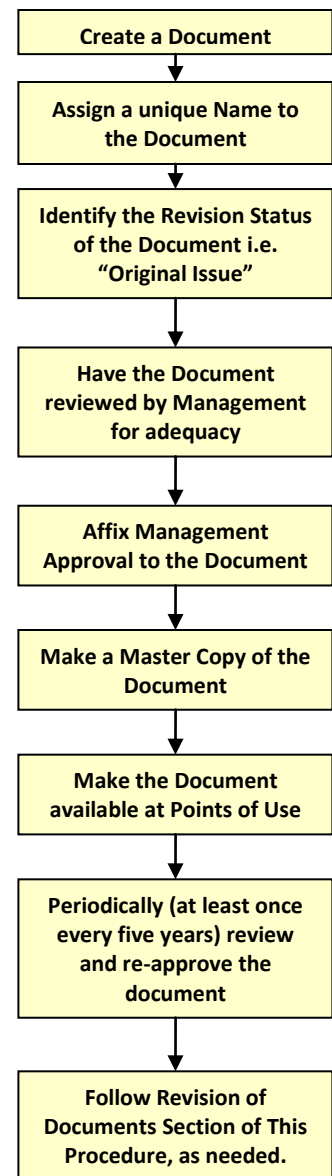 Create a Document
Assign a unique Name to
the Document
Identify the Revision Status
of the Document i.e.
“Original Issue”
Have the Document
reviewed by Management
for adequacy
Affix Management
Approval to the Document
Make a Master Copy of the
Document
Make the Document
available at Points of Use
Periodically (at least once
every five years) review
and re-approve the
document
Follow Revision of
Documents Section of This
Procedure, as needed.